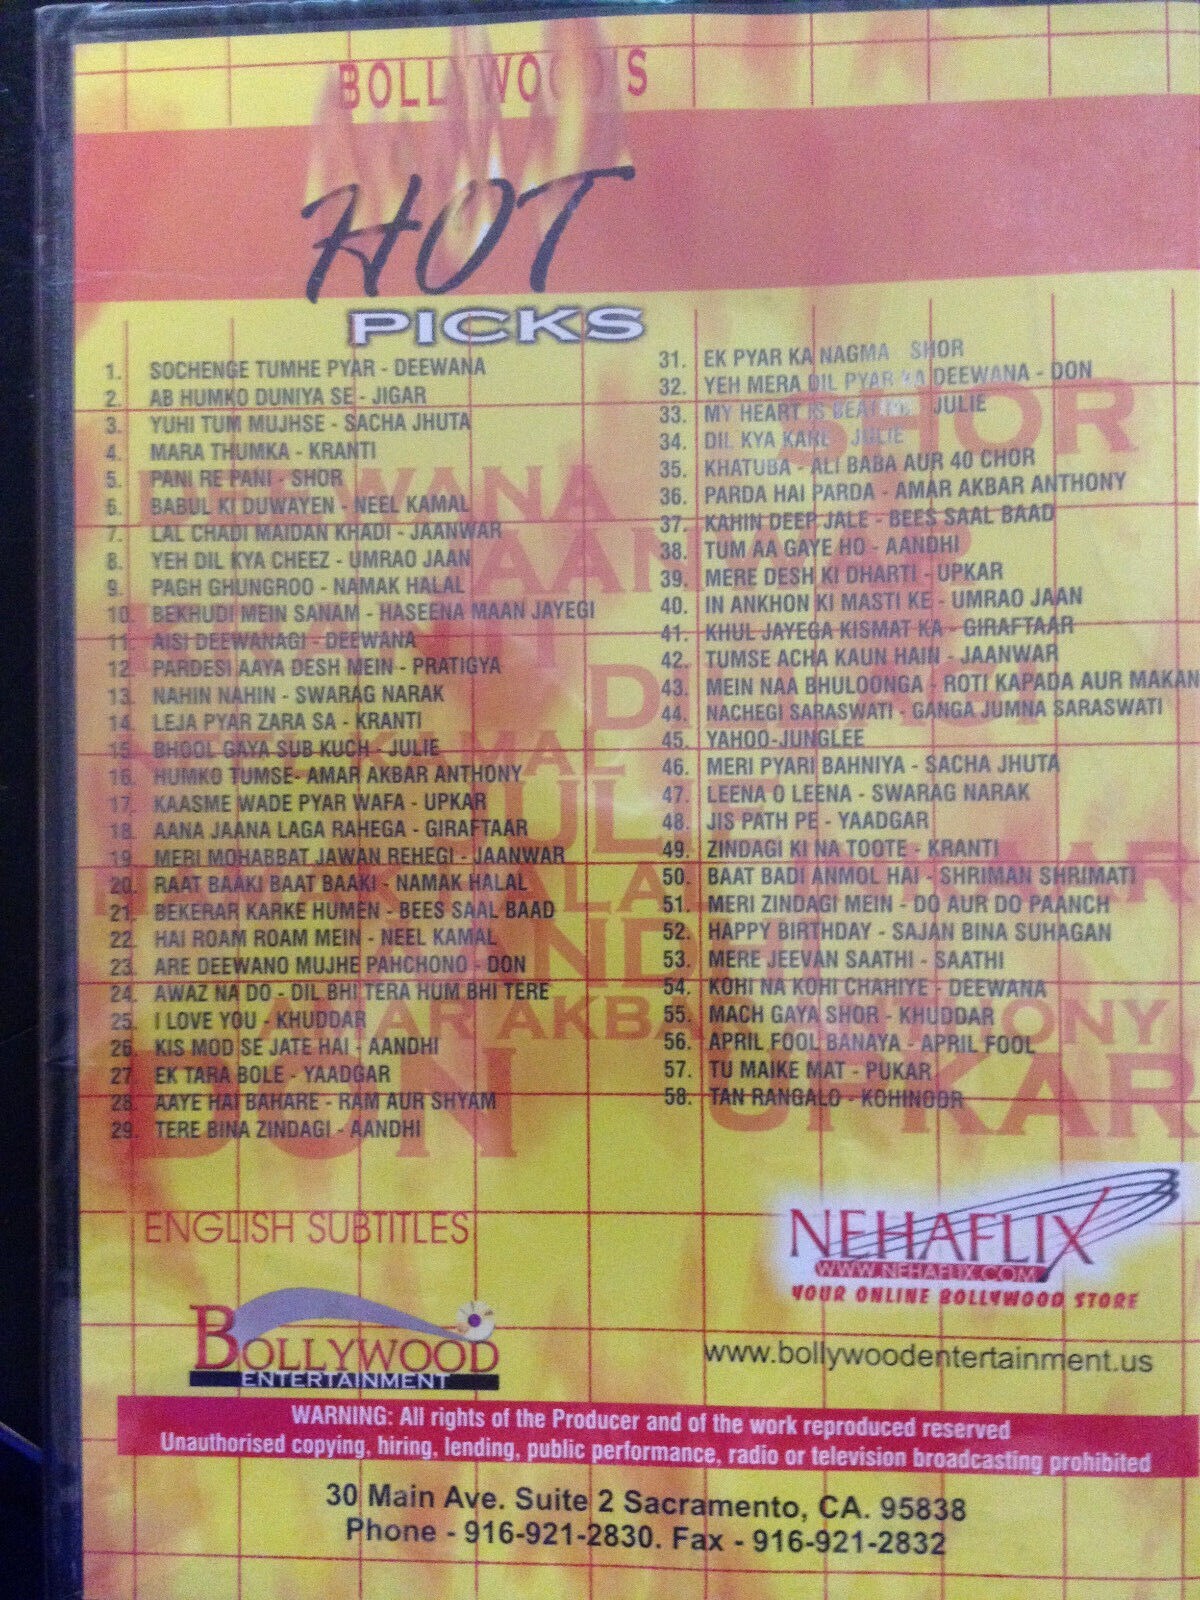 BOLLYWOOD'S
HOT
PICKS
1. SOCHENGE TUMHE PYAR - DEEWANA
2. AB HUMKO DUNIYA SE - JIGAR
3. YUHI TUM MUJHSE - SACHA JHUTA
4. MARA THUMKA - KRANTI
5. PANI RE PANI - SHOR
6. BABUL KI DUWAYEN - NEEL KAMAL
7. LAL CHADI MAIDAN KHADI - JAANWAR
8. YEH DIL KYA CHEEZ - UMRAO JAAN
9. PAGH GHUNGROO - NAMAK HALAL
10. BEKHUDI MEIN SANAM - HASEENA MAAN JAYEGI
11. AISI DEEWANAGI - DEEWANA
12. PARDESI AAYA DESH MEIN - PRATIGYA
13. NAHIN NAHIN - SWARAG NARAK
14. LEJA PYAR ZARA SA - KRANTI
15. BHOOL GAYA SUB KUCH - JULIE
16. HUMKO TUMSE- AMAR AKBAR ANTHONY
17. KAASME WADE PYAR WAFA - UPKAR
18. AANA JAANA LAGA RAHEGA - GIRAFTAAR
19. MERI MOHABBAT JAWAN REHEGI - JAANWAR
20. RAAT BAAKI BAAT BAAKI - NAMAK HALAL
21. BEKERAR KARKE HUMEN - BEES SAAL BAAD
22. HAI ROAM ROAM MEIN - NEEL KAMAL
23. ARE DEEWANO MUJHE PAHCHONO - DON
24. AWAZ NA DO - DIL BHI TERA HUM BHI TERE
25. I LOVE YOU - KHUDDAR
26. KIS MOD SE JATE HAI - AANDHI
27. EK TARA BOLE - YAADGAR
28. AAYE HAI BAHARE - RAM AUR SHYAM
29. TERE BINA ZINDAGI - AANDHI
31. EK PYAR KA NAGMA - SHOR
32. YEH MERA DIL PYAR KA DEEWANA - DON
33. MY HEART IS BEATING - JULIE
34. DIL KYA KARE - JULIE
35. KHATUBA - ALI BABA AUR 40 CHOR
36. PARDA HAI PARDA - AMAR AKBAR ANTHONY
37. KAHIN DEEP JALE - BEES SAAL BAAD
38. TUM AA GAYE HO - AANDHI
39. MERE DESH KI DHARTI - UPKAR
40. IN ANKHON KI MASTI KE - UMRAO JAAN
41. KHUL JAYEGA KISMAT KA - GIRAFTAAR
42. TUMSE ACHA KAUN HAIN - JAANWAR
43. MEIN NAA BHULOONGA - ROTI KAPADA AUR MAKAN
44. NACHEGI SARASWATI - GANGA JUMNA SARASWATI
45. YAHOO-JUNGLEE
46. MERI PYARI BAHNIYA - SACHA JHUTA
47. LEENA O LEENA - SWARAG NARAK
48. JIS PATH PE - YAADGAR
49. ZINDAGI KI NA TOOTE - KRANTI
50. BAAT BADI ANMOL HAI - SHRIMAN SHRIMATI
51. MERI ZINDAGI MEIN - DO AUR DO PAANCH
52. HAPPY BIRTHDAY - SAJAN BINA SUHAGAN
53. MERE JEEVAN SAATHI - SAATHI
54. KOHI NA KOHI CHAHIYE - DEEWANA
55. MACH GAYA SHOR - KHUDDAR
56. APRIL FOOL BANAYA - APRIL FOOL
57. TU MAIKE MAT - PUKAR
58. TAN RANGALO - KOHINOOR
ENGLISH SUBTITLES
NEHAFLIX
WWW.NEHAFLIX.COM
YOUR ONLINE BOLLYWOOD STORE
BOLLYWOOD
ENTERTAINMENT
www.bollywoodentertainment.us
WARNING: All rights of the Producer and of the work reproduced reserved
Unauthorised copying, hiring, lending, public performance, radio or television broadcasting prohibited
30 Main Ave. Suite 2 Sacramento, CA. 95838
Phone - 916-921-2830. Fax - 916-921-2832